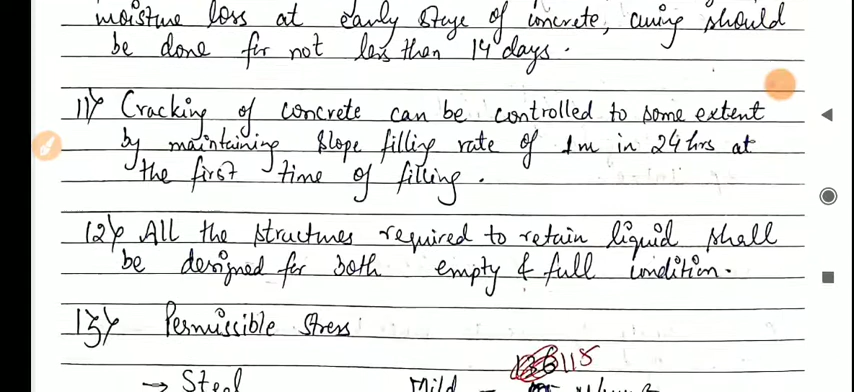 moisture loss at early stage of concrete, curing should
be done for not less than 14 days.
11) Cracking of concrete can be controlled to some extent
by maintaining slope filling rate of 1m in 24 hrs at
the first time of filling.
12) All the structures required to retain liquid shall
be designed for both empty & full condition.
13) Permissible Stress
→ Steel Mild - 115